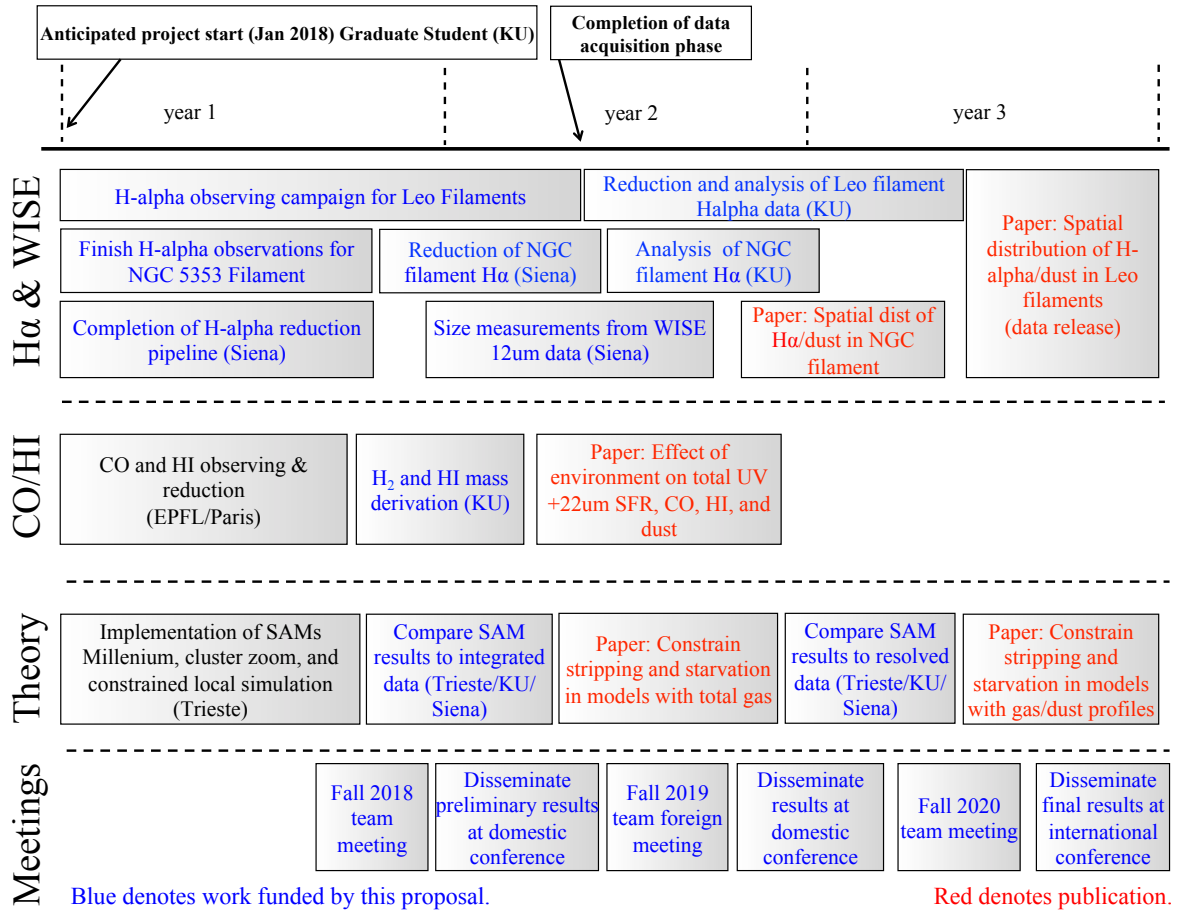 Anticipated project start (Jan 2018) Graduate Student (KU)
Completion of data
acquisition phase
year 1
year 2
year 3
Hα & WISE
H-alpha observing campaign for Leo Filaments
Reduction and analysis of Leo filament
Halpha data (KU)
Paper: Spatial
distribution of H-
alpha/dust in Leo
filaments
(data release)
Finish H-alpha observations for
NGC 5353 Filament
Reduction of NGC
filament Hα (Siena)
Analysis of NGC
filament Hα (KU)
Completion of H-alpha reduction
pipeline (Siena)
Size measurements from WISE
12um data (Siena)
Paper: Spatial dist of
Hα/dust in NGC
filament
CO/HI
CO and HI observing &
reduction
(EPFL/Paris)
H₂ and HI mass
derivation (KU)
Paper: Effect of
environment on total UV
+22um SFR, CO, HI, and
dust
Theory
Implementation of SAMs
Millenium, cluster zoom, and
constrained local simulation
(Trieste)
Compare SAM
results to integrated
data (Trieste/KU/
Siena)
Paper: Constrain
stripping and starvation
in models with total gas
Compare SAM
results to resolved
data (Trieste/KU/
Siena)
Paper: Constrain
stripping and
starvation in models
with gas/dust profiles
Meetings
Fall 2018
team
meeting
Disseminate
preliminary results
at domestic
conference
Fall 2019
team foreign
meeting
Disseminate
results at
domestic
conference
Fall 2020
team meeting
Disseminate
final results at
international
conference
Blue denotes work funded by this proposal.
Red denotes publication.